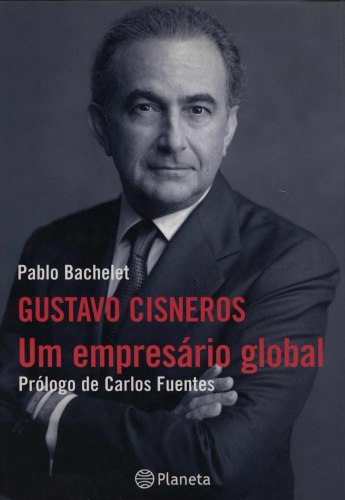 Pablo Bachelet
GUSTAVO CISNEROS
Um empresário global
Prólogo de Carlos Fuentes
Planeta